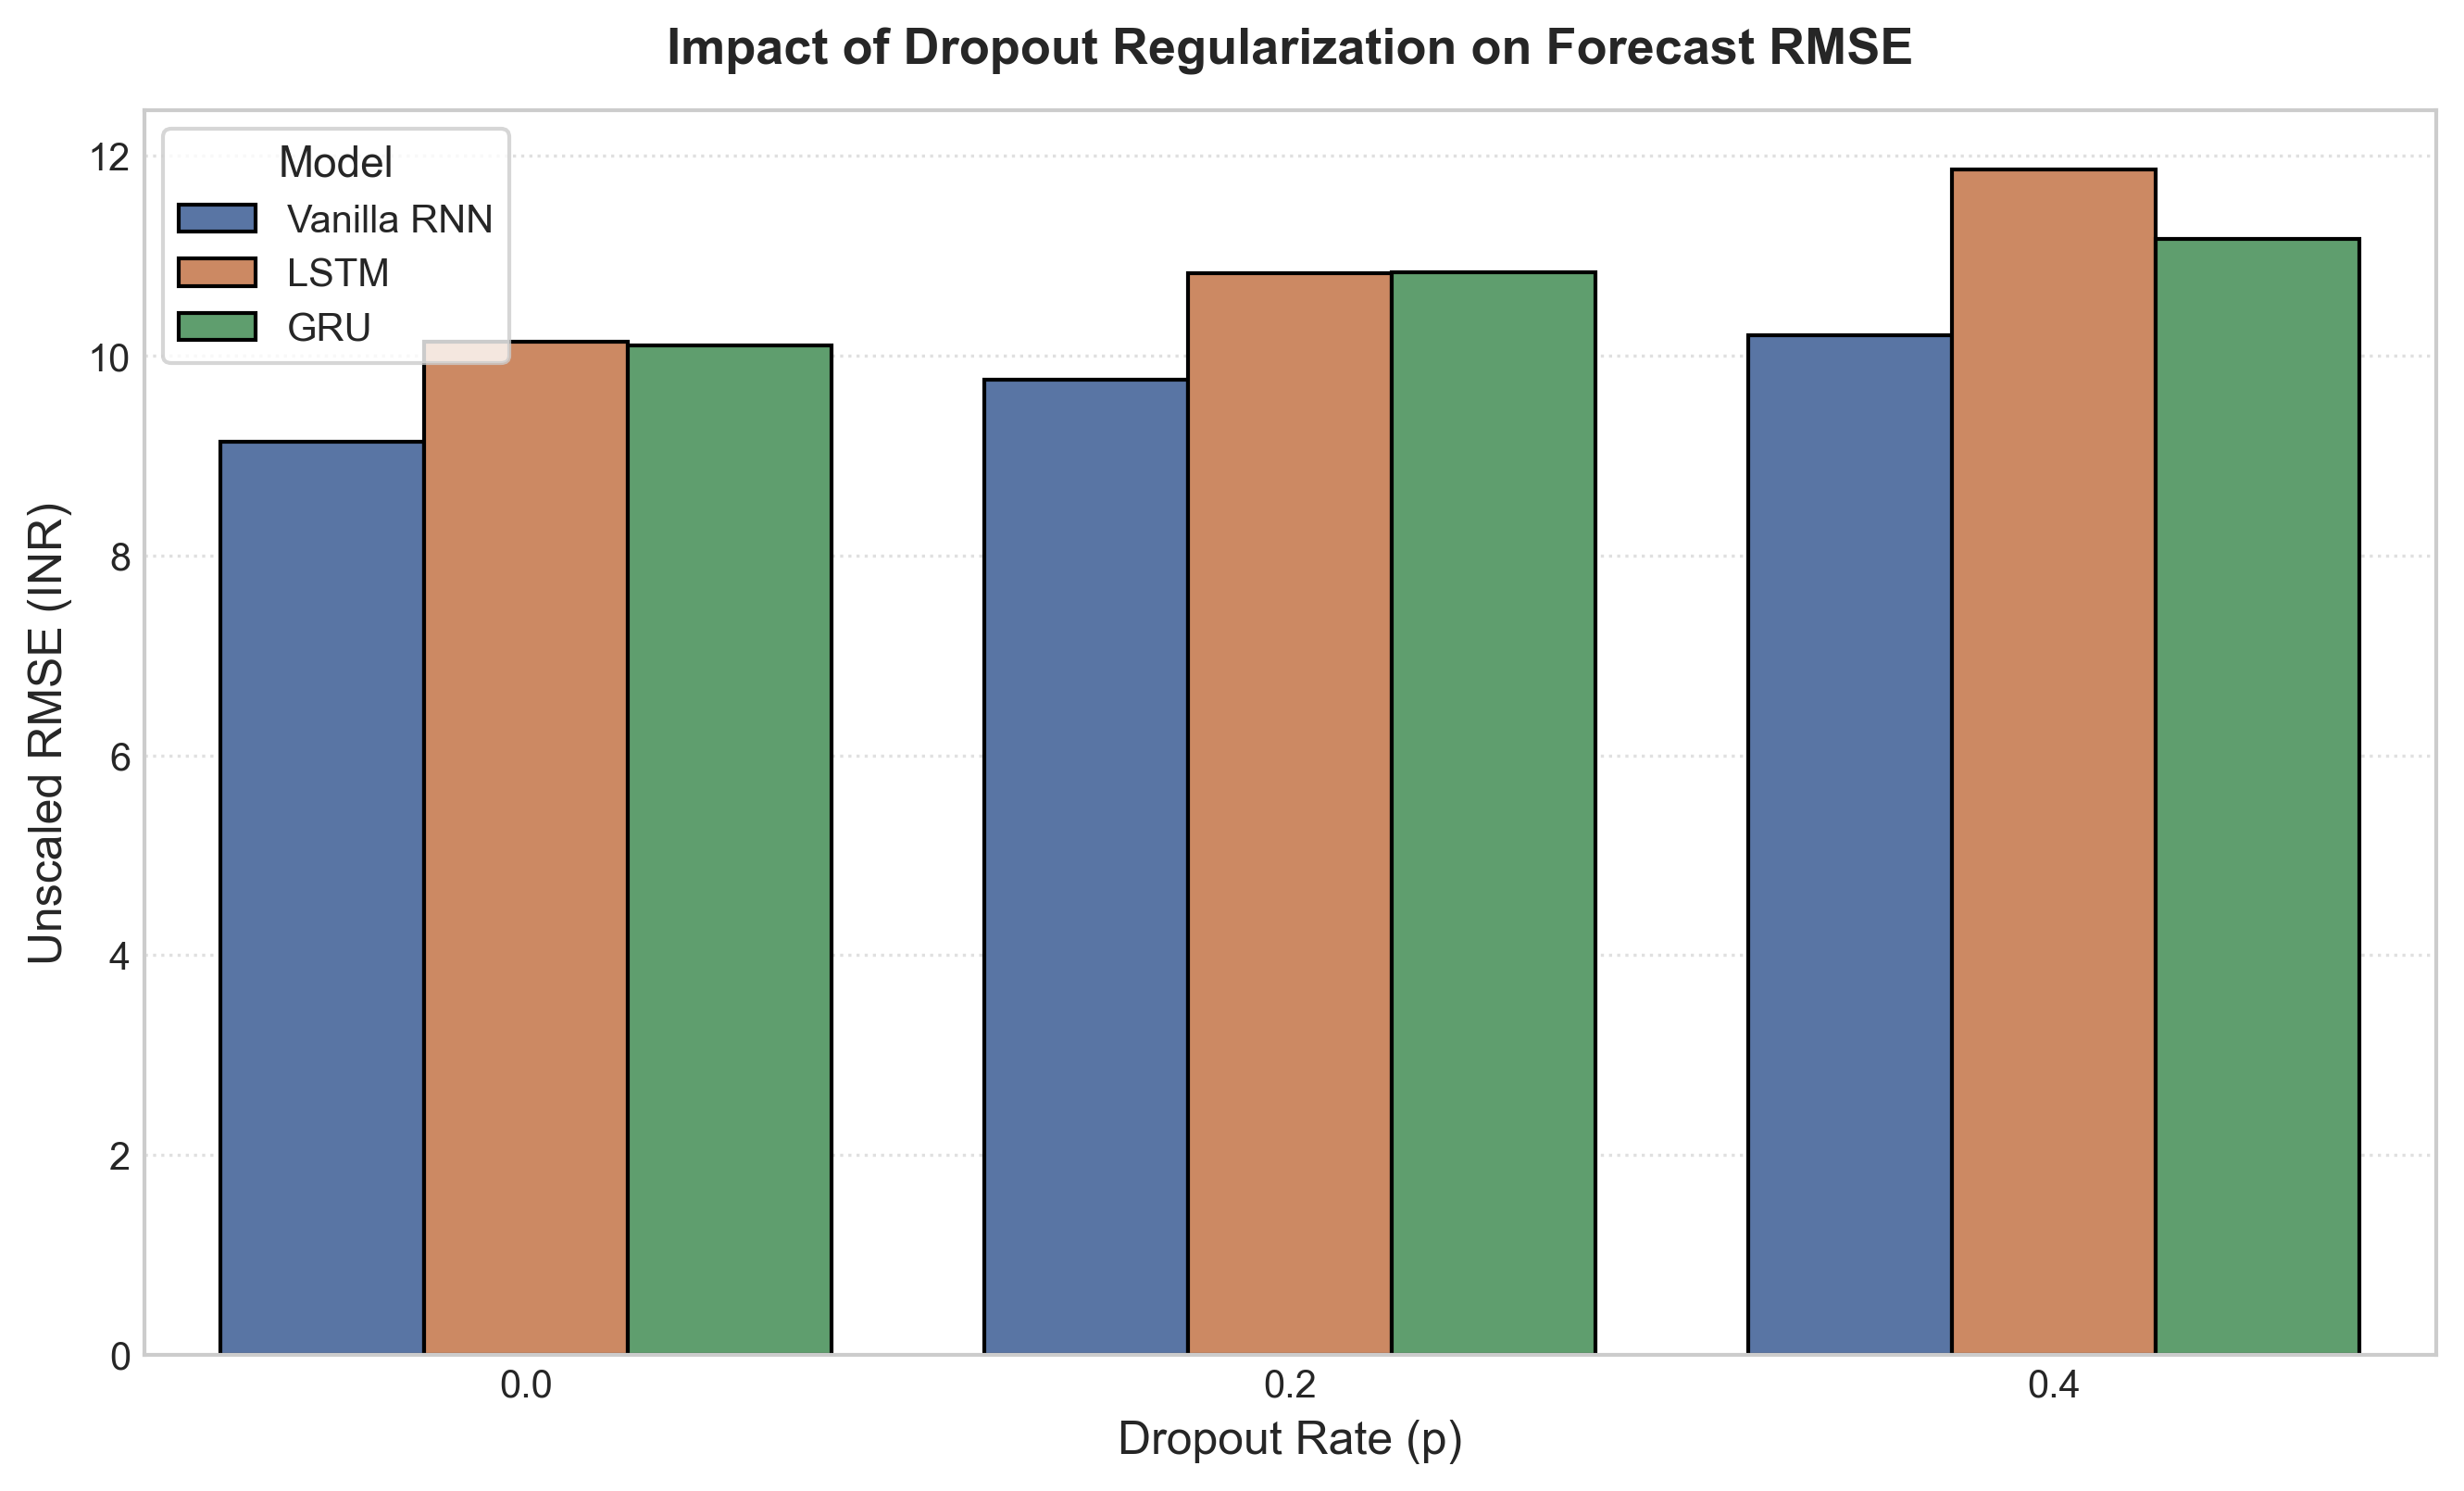 Impact of Dropout Regularization on Forecast RMSE
Model
Vanilla RNN
LSTM
GRU
Unscaled RMSE (INR)
12
10
8
6
4
2
0
0.0
0.2
0.4
Dropout Rate (p)